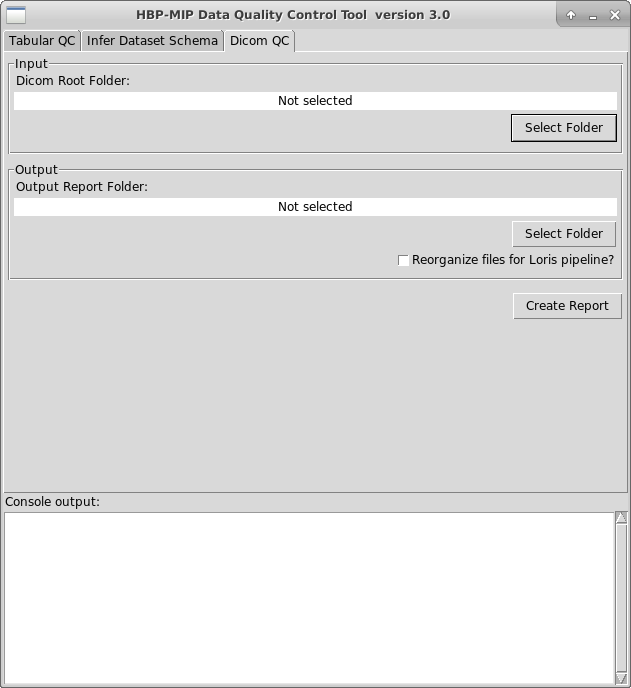 HBP-MIP Data Quality Control Tool  version 3.0
Tabular QC Infer Dataset Schema Dicom QC
Input
Dicom Root Folder:
Not selected
Select Folder
Output
Output Report Folder:
Not selected
Select Folder
Reorganize files for Loris pipeline?
Create Report
Console output: